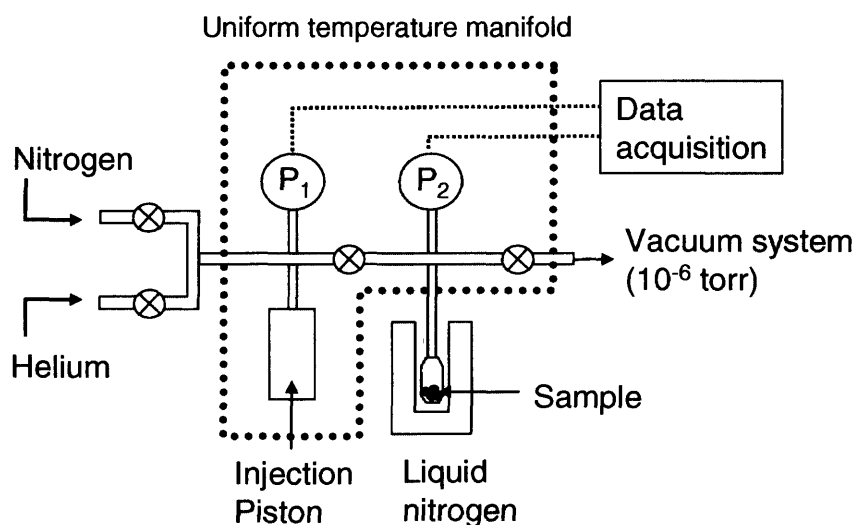 Uniform temperature manifold
Data
acquisition
Nitrogen
P1
P2
Vacuum system
(10-6 torr)
Helium
Sample
Injection
Piston
Liquid
nitrogen